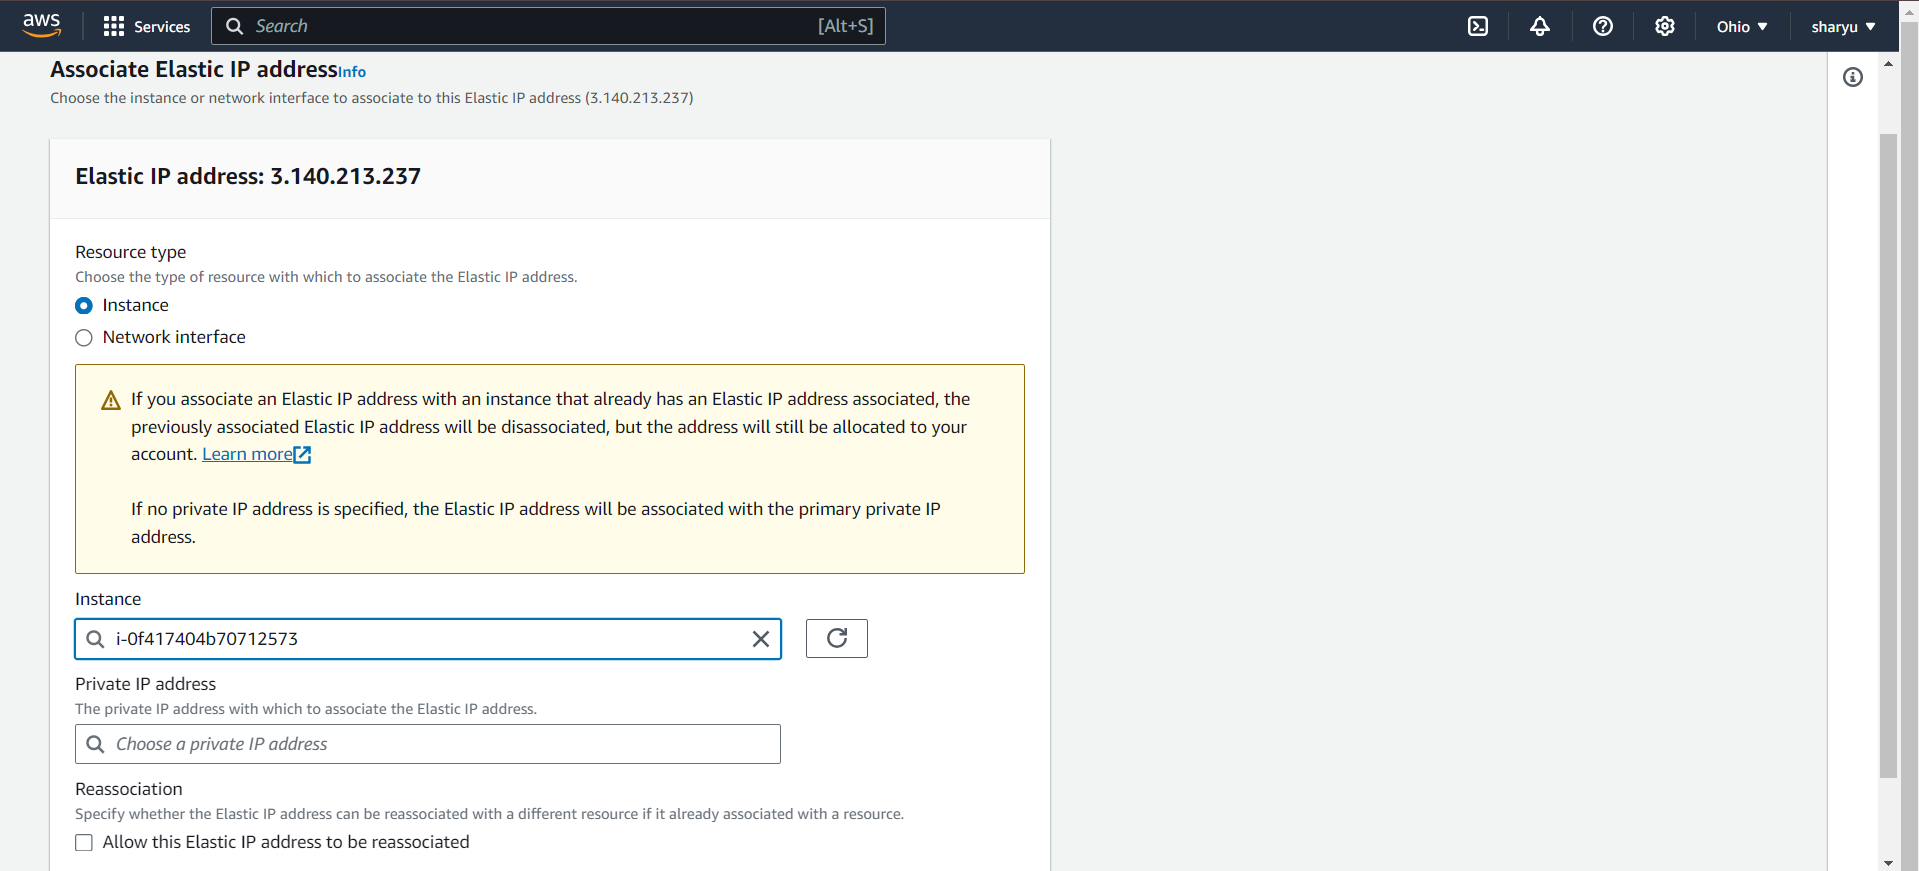 aws
Services
Search
[Alt+S]
Ohio
sharyu
Associate Elastic IP addressInfo
Choose the instance or network interface to associate to this Elastic IP address (3.140.213.237)
Elastic IP address: 3.140.213.237
Resource type
Choose the type of resource with which to associate the Elastic IP address.
Instance
Network interface
If you associate an Elastic IP address with an instance that already has an Elastic IP address associated, the
previously associated Elastic IP address will be disassociated, but the address will still be allocated to your
account. Learn more
If no private IP address is specified, the Elastic IP address will be associated with the primary private IP
address.
Instance
i-0f417404b70712573
Private IP address
The private IP address with which to associate the Elastic IP address.
Choose a private IP address
Reassociation
Specify whether the Elastic IP address can be reassociated with a different resource if it already associated with a resource.
Allow this Elastic IP address to be reassociated